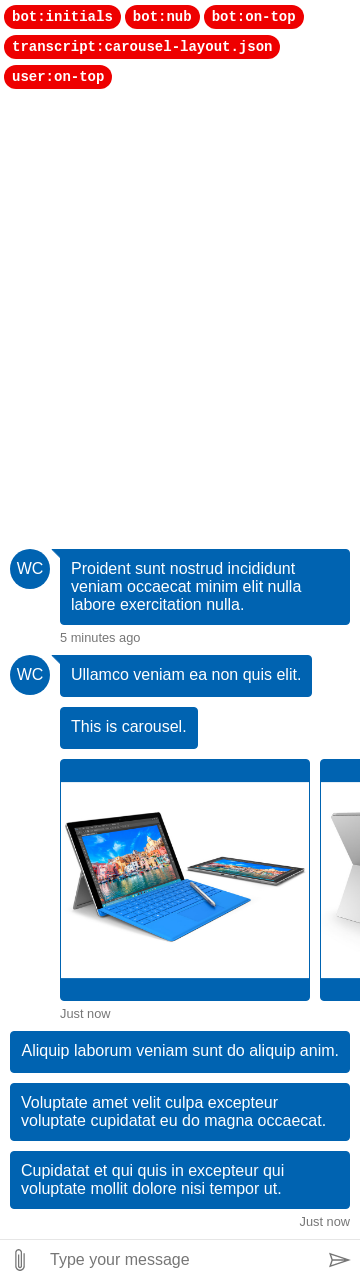 bot:initials bot:nub bot:on-top
transcript:carousel-layout.json
user:on-top
WC
Proident sunt nostrud incididunt
veniam occaecat minim elit nulla
labore exercitation nulla.
5 minutes ago
WC
Ullamco veniam ea non quis elit.
This is carousel.
Just now
Aliquip laborum veniam sunt do aliquip anim.
Voluptate amet velit culpa excepteur
voluptate cupidatat eu do magna occaecat.
Cupidatat et qui quis in excepteur qui
voluptate mollit dolore nisi tempor ut.
Just now
Type your message